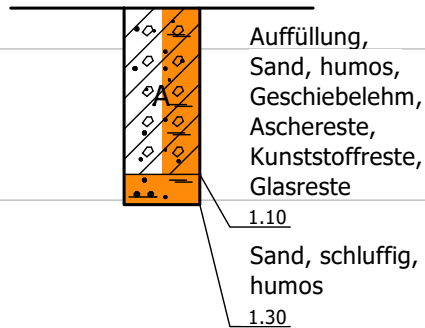 Auffüllung,
Sand, humos,
Geschiebelehm,
A
Aschereste,
Kunststoffreste,
Glasreste
1.10
Sand, schluffig,
humos
1.30